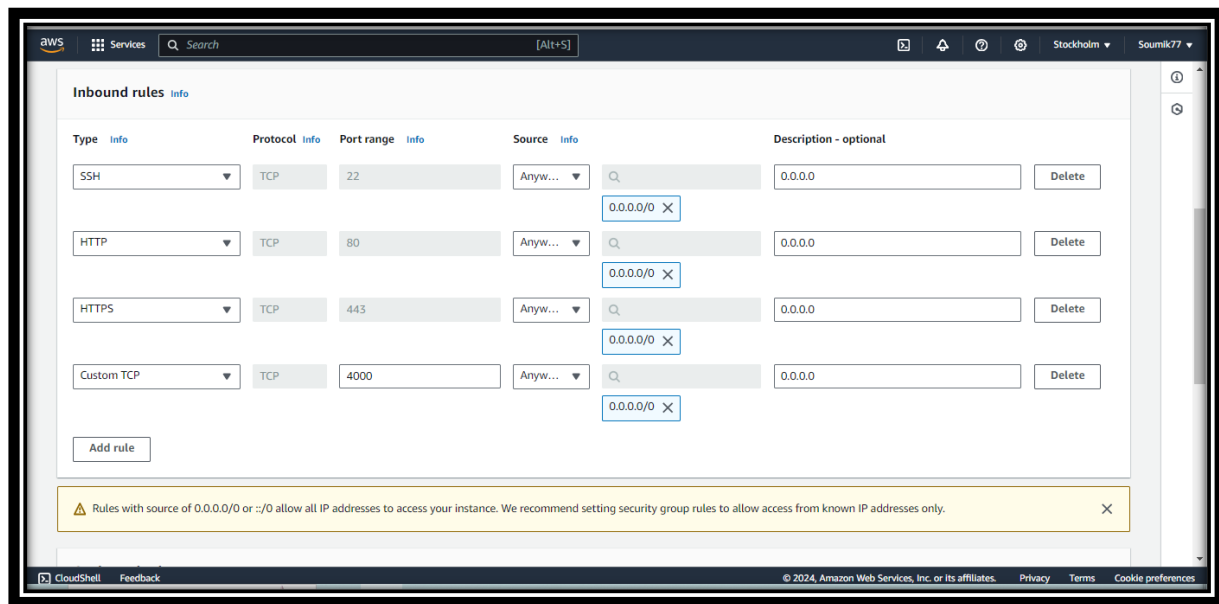 aws Services Search [Alt+S] Stockholm Soumik77
Inbound rules Info
Type Info Protocol Info Port range Info Source Info Description - optional
SSH TCP 22 Anyw... 0.0.0.0 Delete
0.0.0.0/0
HTTP TCP 80 Anyw... 0.0.0.0 Delete
0.0.0.0/0
HTTPS TCP 443 Anyw... 0.0.0.0 Delete
0.0.0.0/0
Custom TCP TCP 4000 Anyw... 0.0.0.0 Delete
0.0.0.0/0
Add rule
Rules with source of 0.0.0.0/0 or ::/0 allow all IP addresses to access your instance. We recommend setting security group rules to allow access from known IP addresses only.
CloudShell Feedback © 2024, Amazon Web Services, Inc. or its affiliates. Privacy Terms Cookie preferences